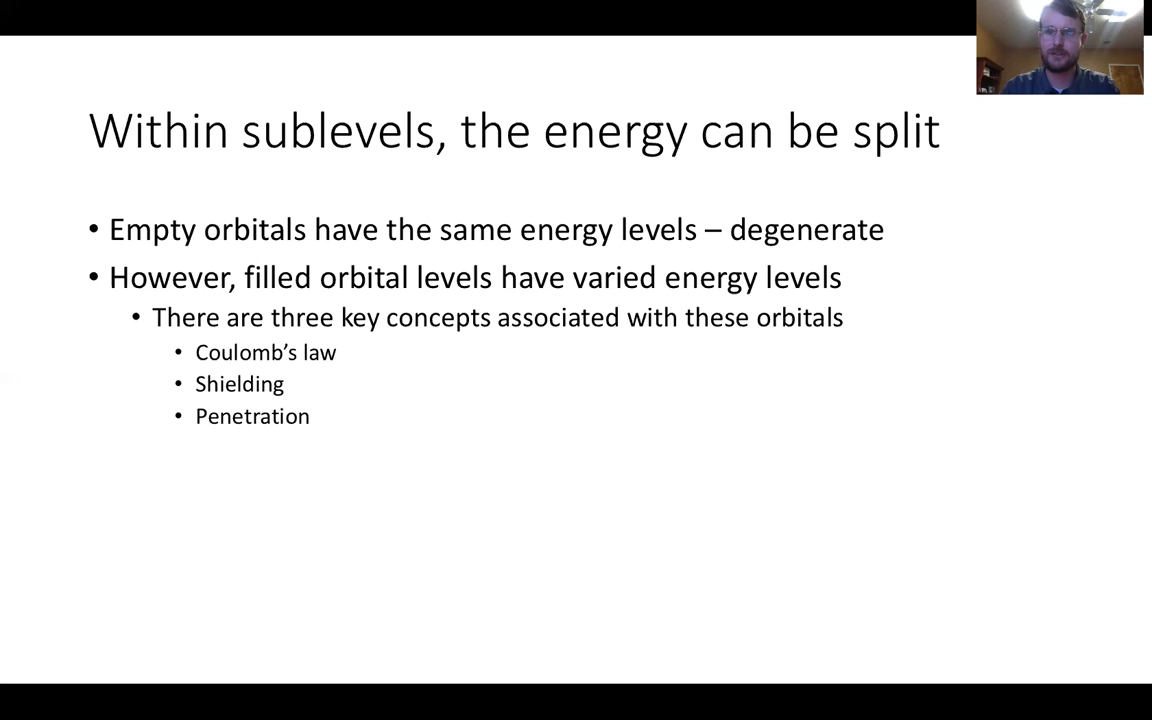 Within sublevels, the energy can be split
• Empty orbitals have the same energy levels – degenerate
• However, filled orbital levels have varied energy levels
• There are three key concepts associated with these orbitals
• Coulomb’s law
• Shielding
• Penetration